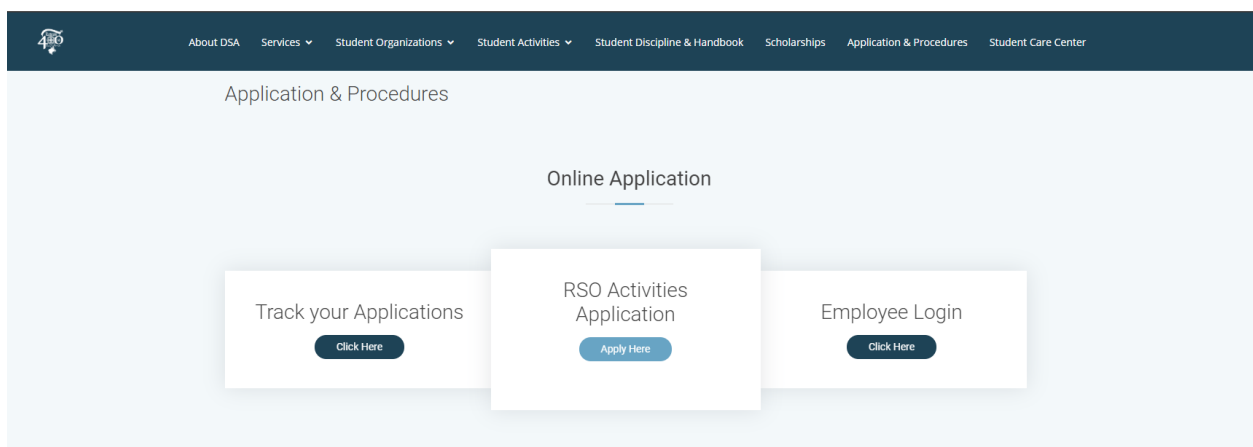 400
About DSA Services Student Organizations Student Activities Student Discipline & Handbook Scholarships Application & Procedures Student Care Center
Application & Procedures
Online Application
Track your Applications
Click Here
RSO Activities
Application
Apply Here
Employee Login
Click Here